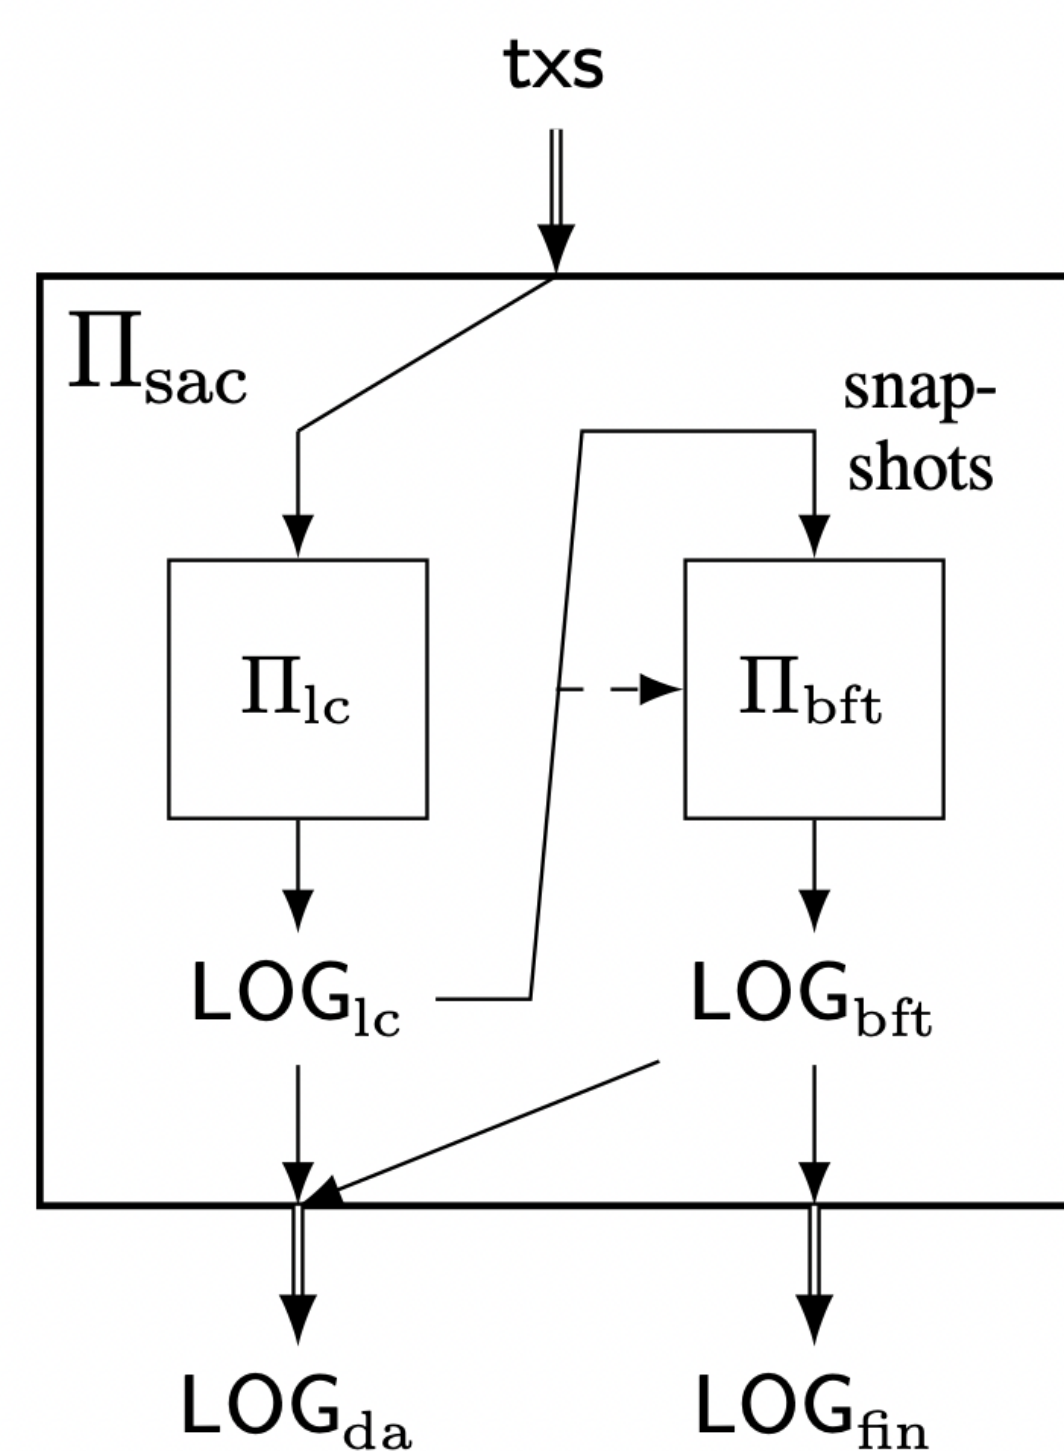 txs
Πsac
snap-
shots
Πlc
Πbft
LOGlc
LOGbft
LOGda
LOGfin